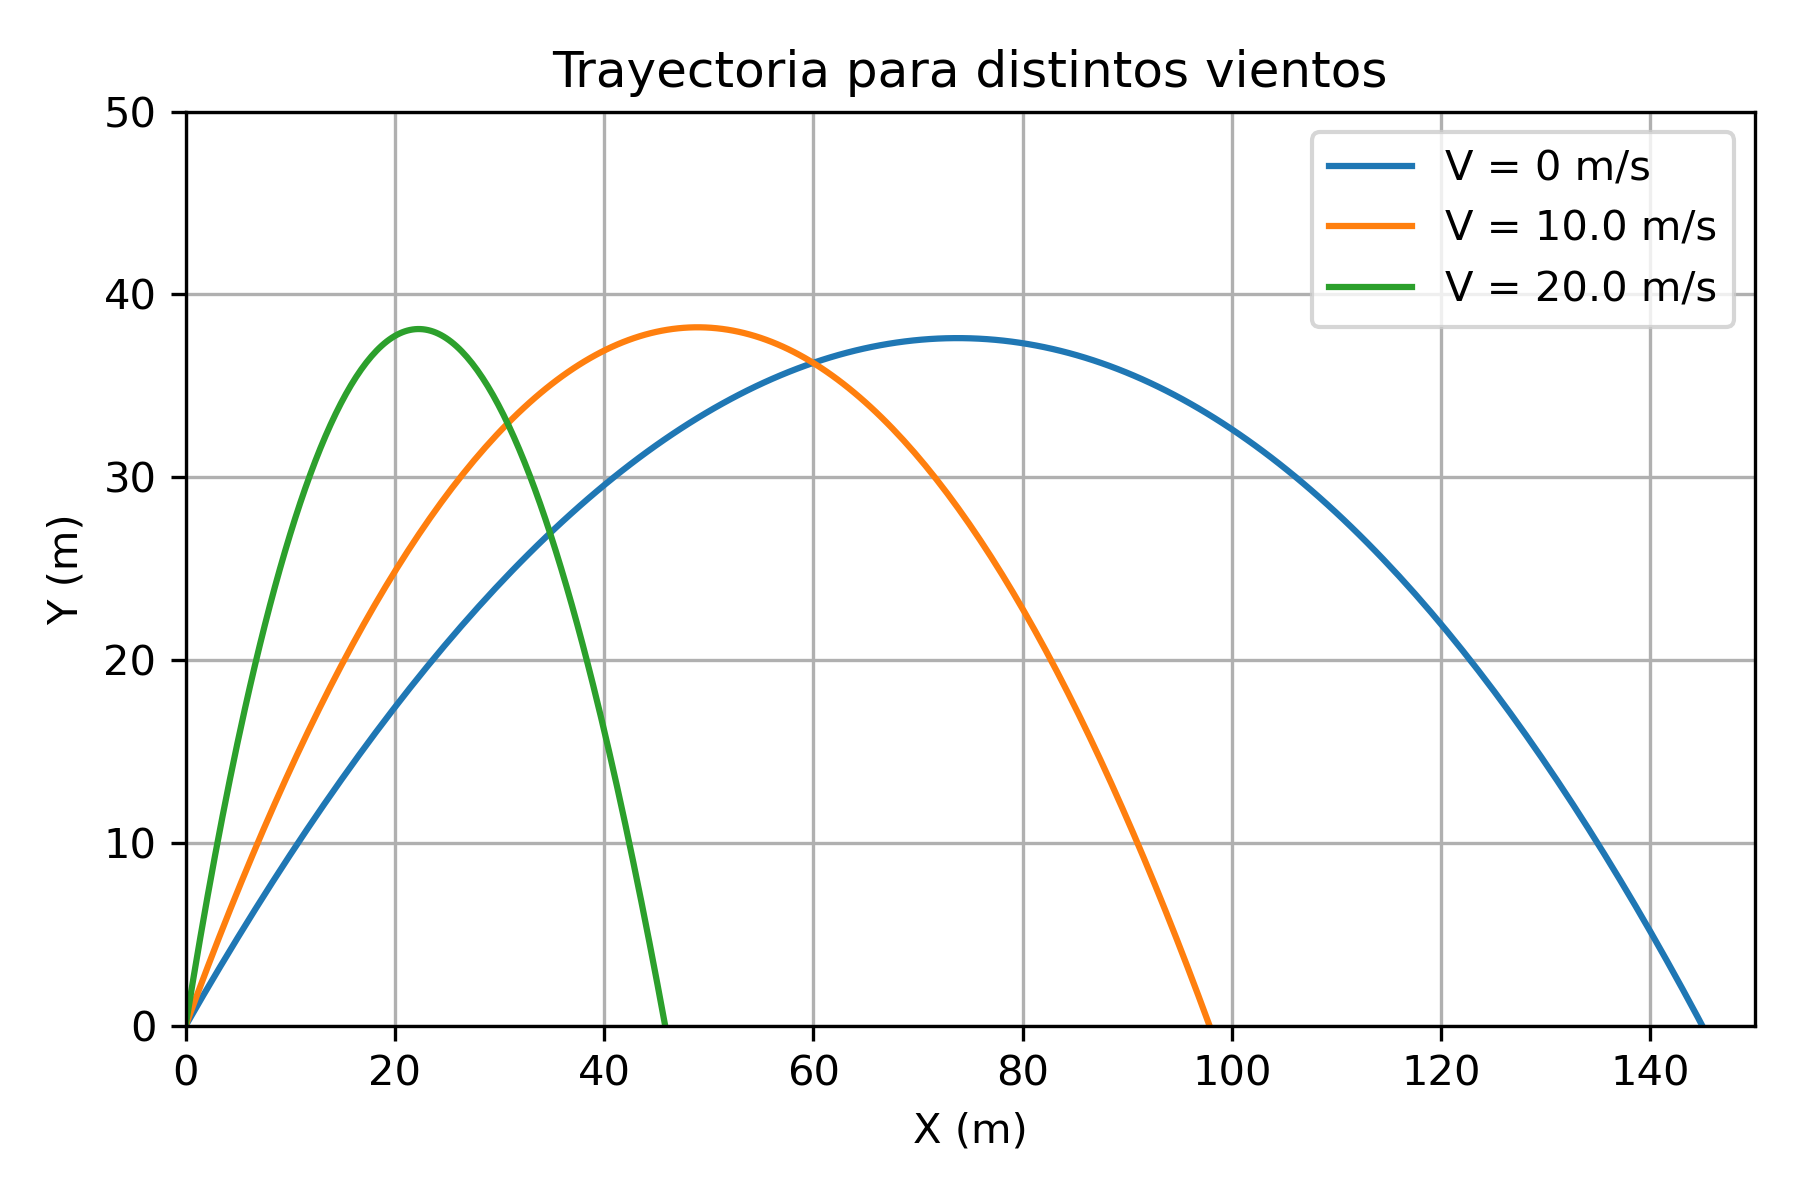 Trayectoria para distintos vientos
50
40
30
20
10
0
Y (m)
V = 0 m/s
V = 10.0 m/s
V = 20.0 m/s
0 20 40 60 80 100 120 140
X (m)